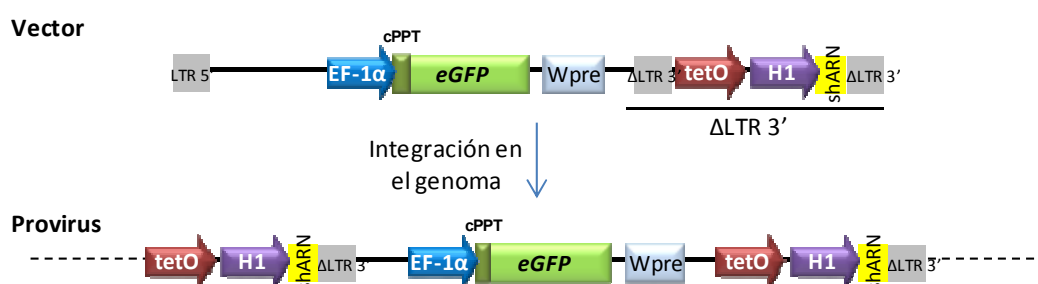 Vector
cPPT
LTR 5' EF-1α eGFP Wpre ΔLTR 3' tetO H1 shARN ΔLTR 3'
ΔLTR 3'
Integración en
el genoma
Provirus
cPPT
tetO H1 shARN ΔLTR 3' EF-1α eGFP Wpre tetO H1 shARN ΔLTR 3'